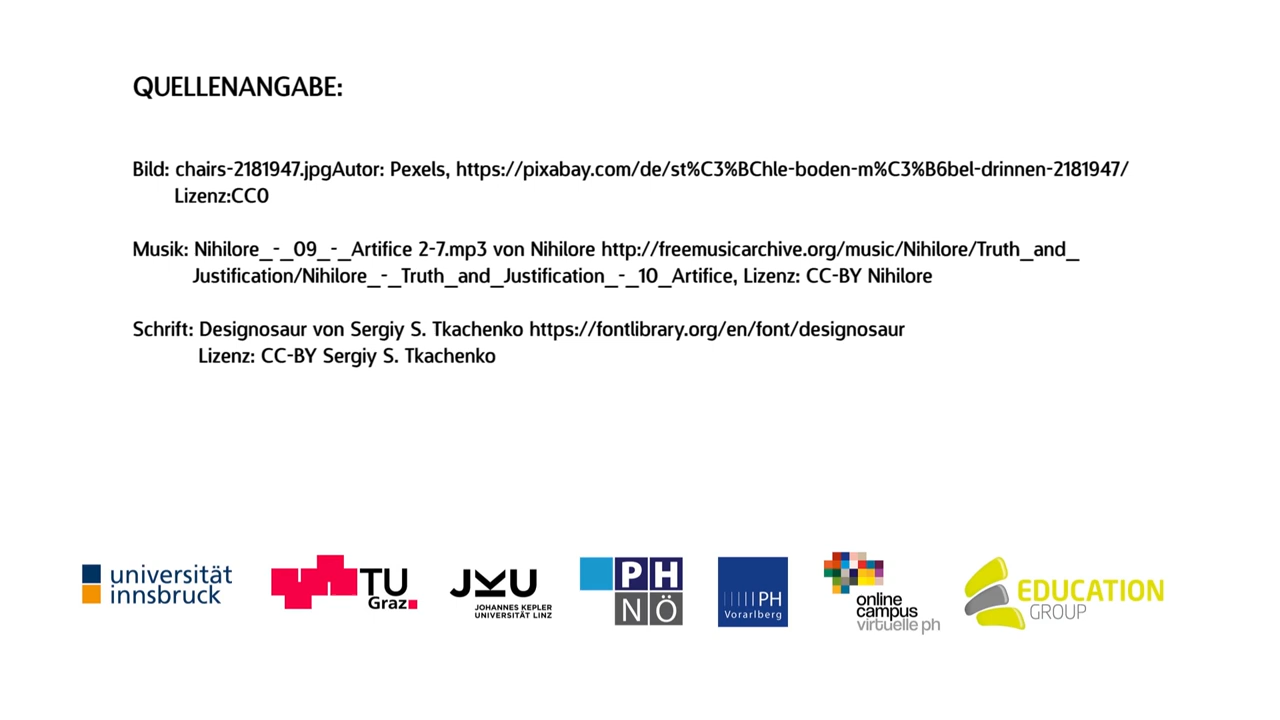 QUELLENANGABE:
Bild: chairs-2181947.jpgAutor: Pexels, https://pixabay.com/de/st%C3%BChle-boden-m%C3%B6bel-drinnen-2181947/
Lizenz:CC0
Musik: Nihilore_-_09_-_Artifice 2-7.mp3 von Nihilore http://freemusicarchive.org/music/Nihilore/Truth_and_
Justification/Nihilore_-_Truth_and_Justification_-_10_Artifice, Lizenz: CC-BY Nihilore
Schrift: Designosaur von Sergiy S. Tkachenko https://fontlibrary.org/en/font/designosaur
Lizenz: CC-BY Sergiy S. Tkachenko
universität
innsbruck
TU
Graz
JKU
JOHANNES KEPLER
UNIVERSITÄT LINZ
PH
NÖ
PH
Vorarlberg
online
campus
virtuelle ph
EDUCATION
GROUP